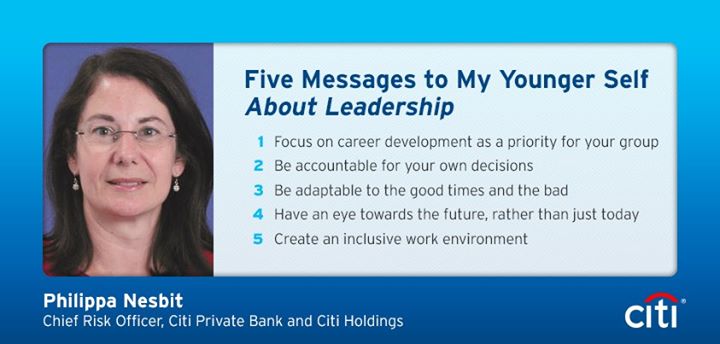 Five Messages to My Younger Self
About Leadership
1 Focus on career development as a priority for your group
2 Be accountable for your own decisions
3 Be adaptable to the good times and the bad
4 Have an eye towards the future, rather than just today
5 Create an inclusive work environment
Philippa Nesbit
Chief Risk Officer, Citi Private Bank and Citi Holdings
citi®